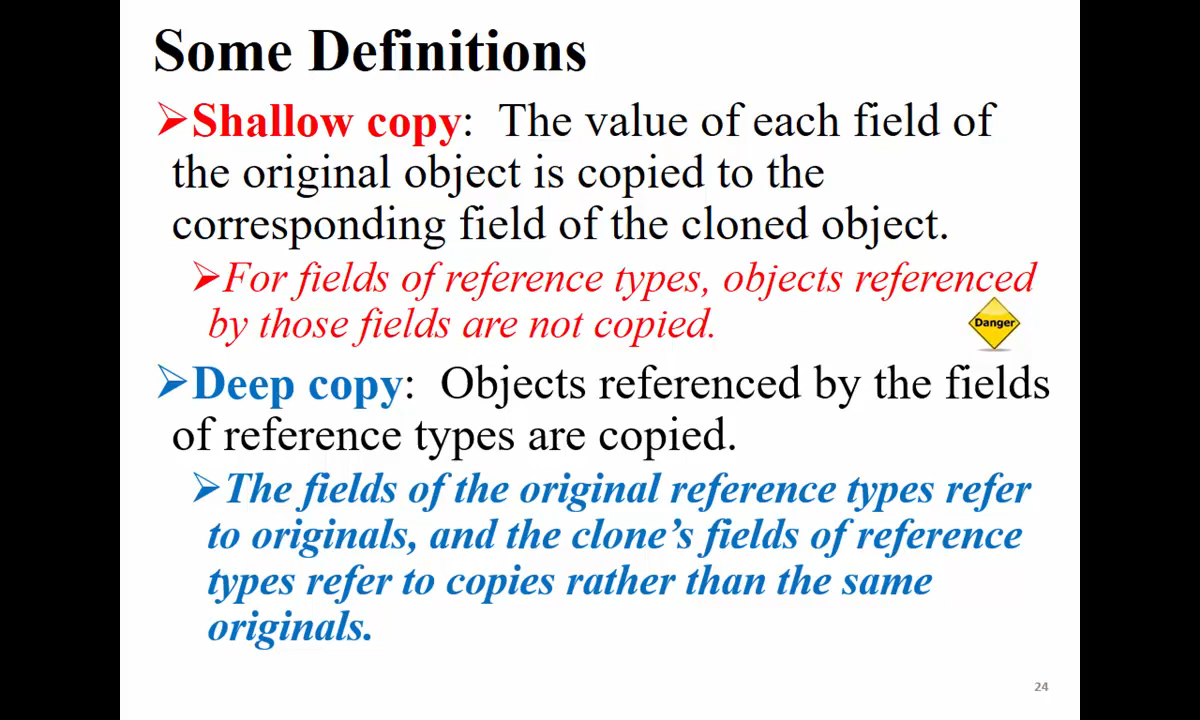 Some Definitions
➢Shallow copy:  The value of each field of
the original object is copied to the
corresponding field of the cloned object.
➢For fields of reference types, objects referenced
by those fields are not copied.
Danger
➢Deep copy:  Objects referenced by the fields
of reference types are copied.
➢The fields of the original reference types refer
to originals, and the clone’s fields of reference
types refer to copies rather than the same
originals.
24